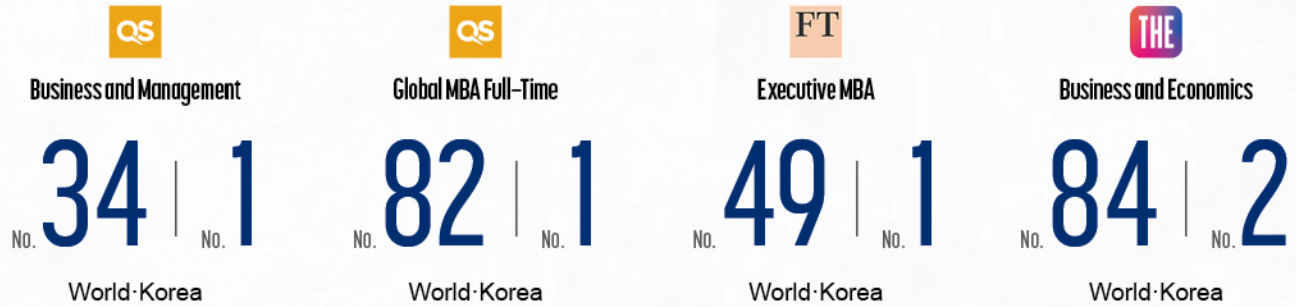 QS
Business and Management
No. 34 No. 1
World·Korea
QS
Global MBA Full-Time
No. 82 No. 1
World·Korea
FT
Executive MBA
No. 49 No. 1
World·Korea
THE
Business and Economics
No. 84 No. 2
World·Korea